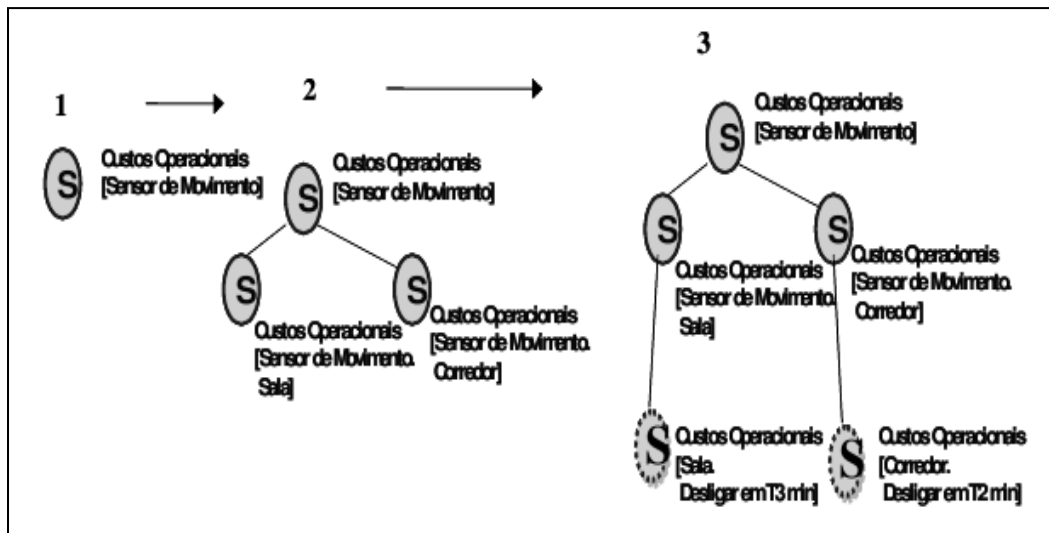 1
S
Custos Operacionais
[Sensor de Movimento]
2
S
Custos Operacionais
[Sensor de Movimento]
S
Custos Operacionais
[Sensor de Movimento.
Sala]
S
Custos Operacionais
[Sensor de Movimento.
Corredor]
3
S
Custos Operacionais
[Sensor de Movimento]
S
Custos Operacionais
[Sensor de Movimento.
Sala]
S
Custos Operacionais
[Sensor de Movimento.
Corredor]
S
Custos Operacionais
[Sala.
Desligar em T3 min]
S
Custos Operacionais
[Corredor.
Desligar em T2 min]